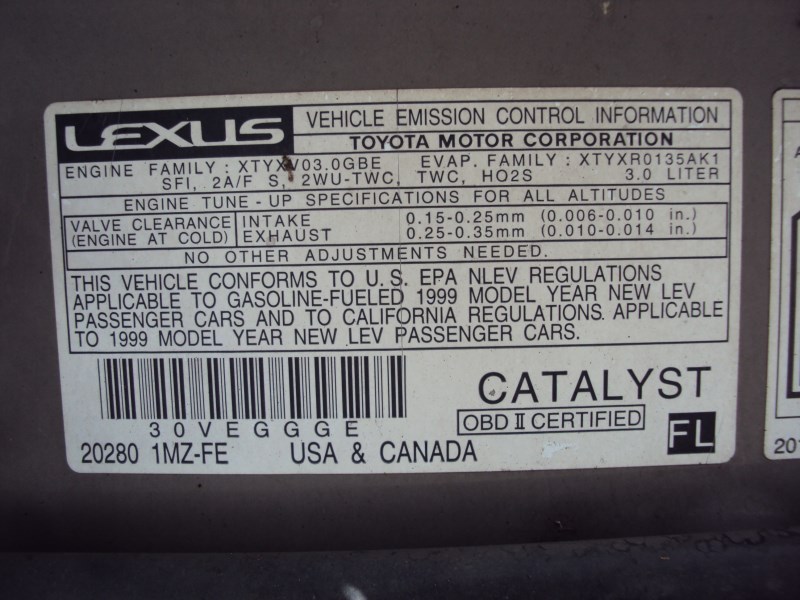 LEXUS
VEHICLE EMISSION CONTROL INFORMATION
TOYOTA MOTOR CORPORATION
ENGINE FAMILY : XTYXV03.0GBE EVAP. FAMILY : XTYXR0135AK1
SFI, 2A/F S, 2WU-TWC, TWC, HO2S 3.0 LITER
ENGINE TUNE - UP SPECIFICATIONS FOR ALL ALTITUDES
VALVE CLEARANCE INTAKE 0.15-0.25mm (0.006-0.010 in.)
(ENGINE AT COLD) EXHAUST 0.25-0.35mm (0.010-0.014 in.)
NO OTHER ADJUSTMENTS NEEDED.
THIS VEHICLE CONFORMS TO U.S. EPA NLEV REGULATIONS
APPLICABLE TO GASOLINE-FUELED 1999 MODEL YEAR NEW LEV
PASSENGER CARS AND TO CALIFORNIA REGULATIONS. APPLICABLE
TO 1999 MODEL YEAR NEW LEV PASSENGER CARS.
30VEGGGE
CATALYST
OBD II CERTIFIED
FL
20280 1MZ-FE USA & CANADA